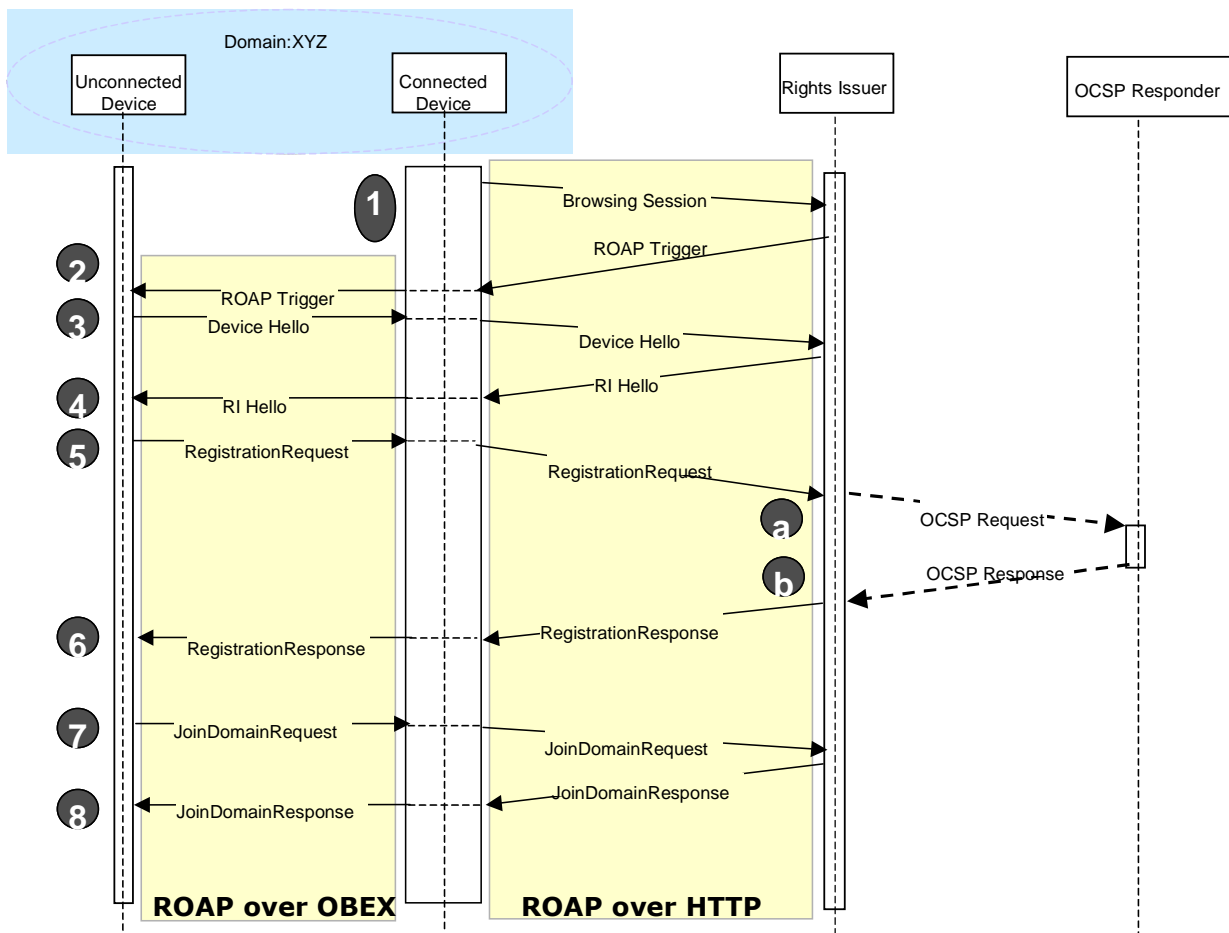 Domain:XYZ
Unconnected
Device
Connected
Device
Rights Issuer
OCSP Responder
1
Browsing Session
ROAP Trigger
2
ROAP Trigger
3
Device Hello
Device Hello
RI Hello
4
RI Hello
5
RegistrationRequest
RegistrationRequest
a
OCSP Request
b
OCSP Response
6
RegistrationResponse
RegistrationResponse
7
JoinDomainRequest
JoinDomainRequest
JoinDomainResponse
8
JoinDomainResponse
ROAP over OBEX
ROAP over HTTP